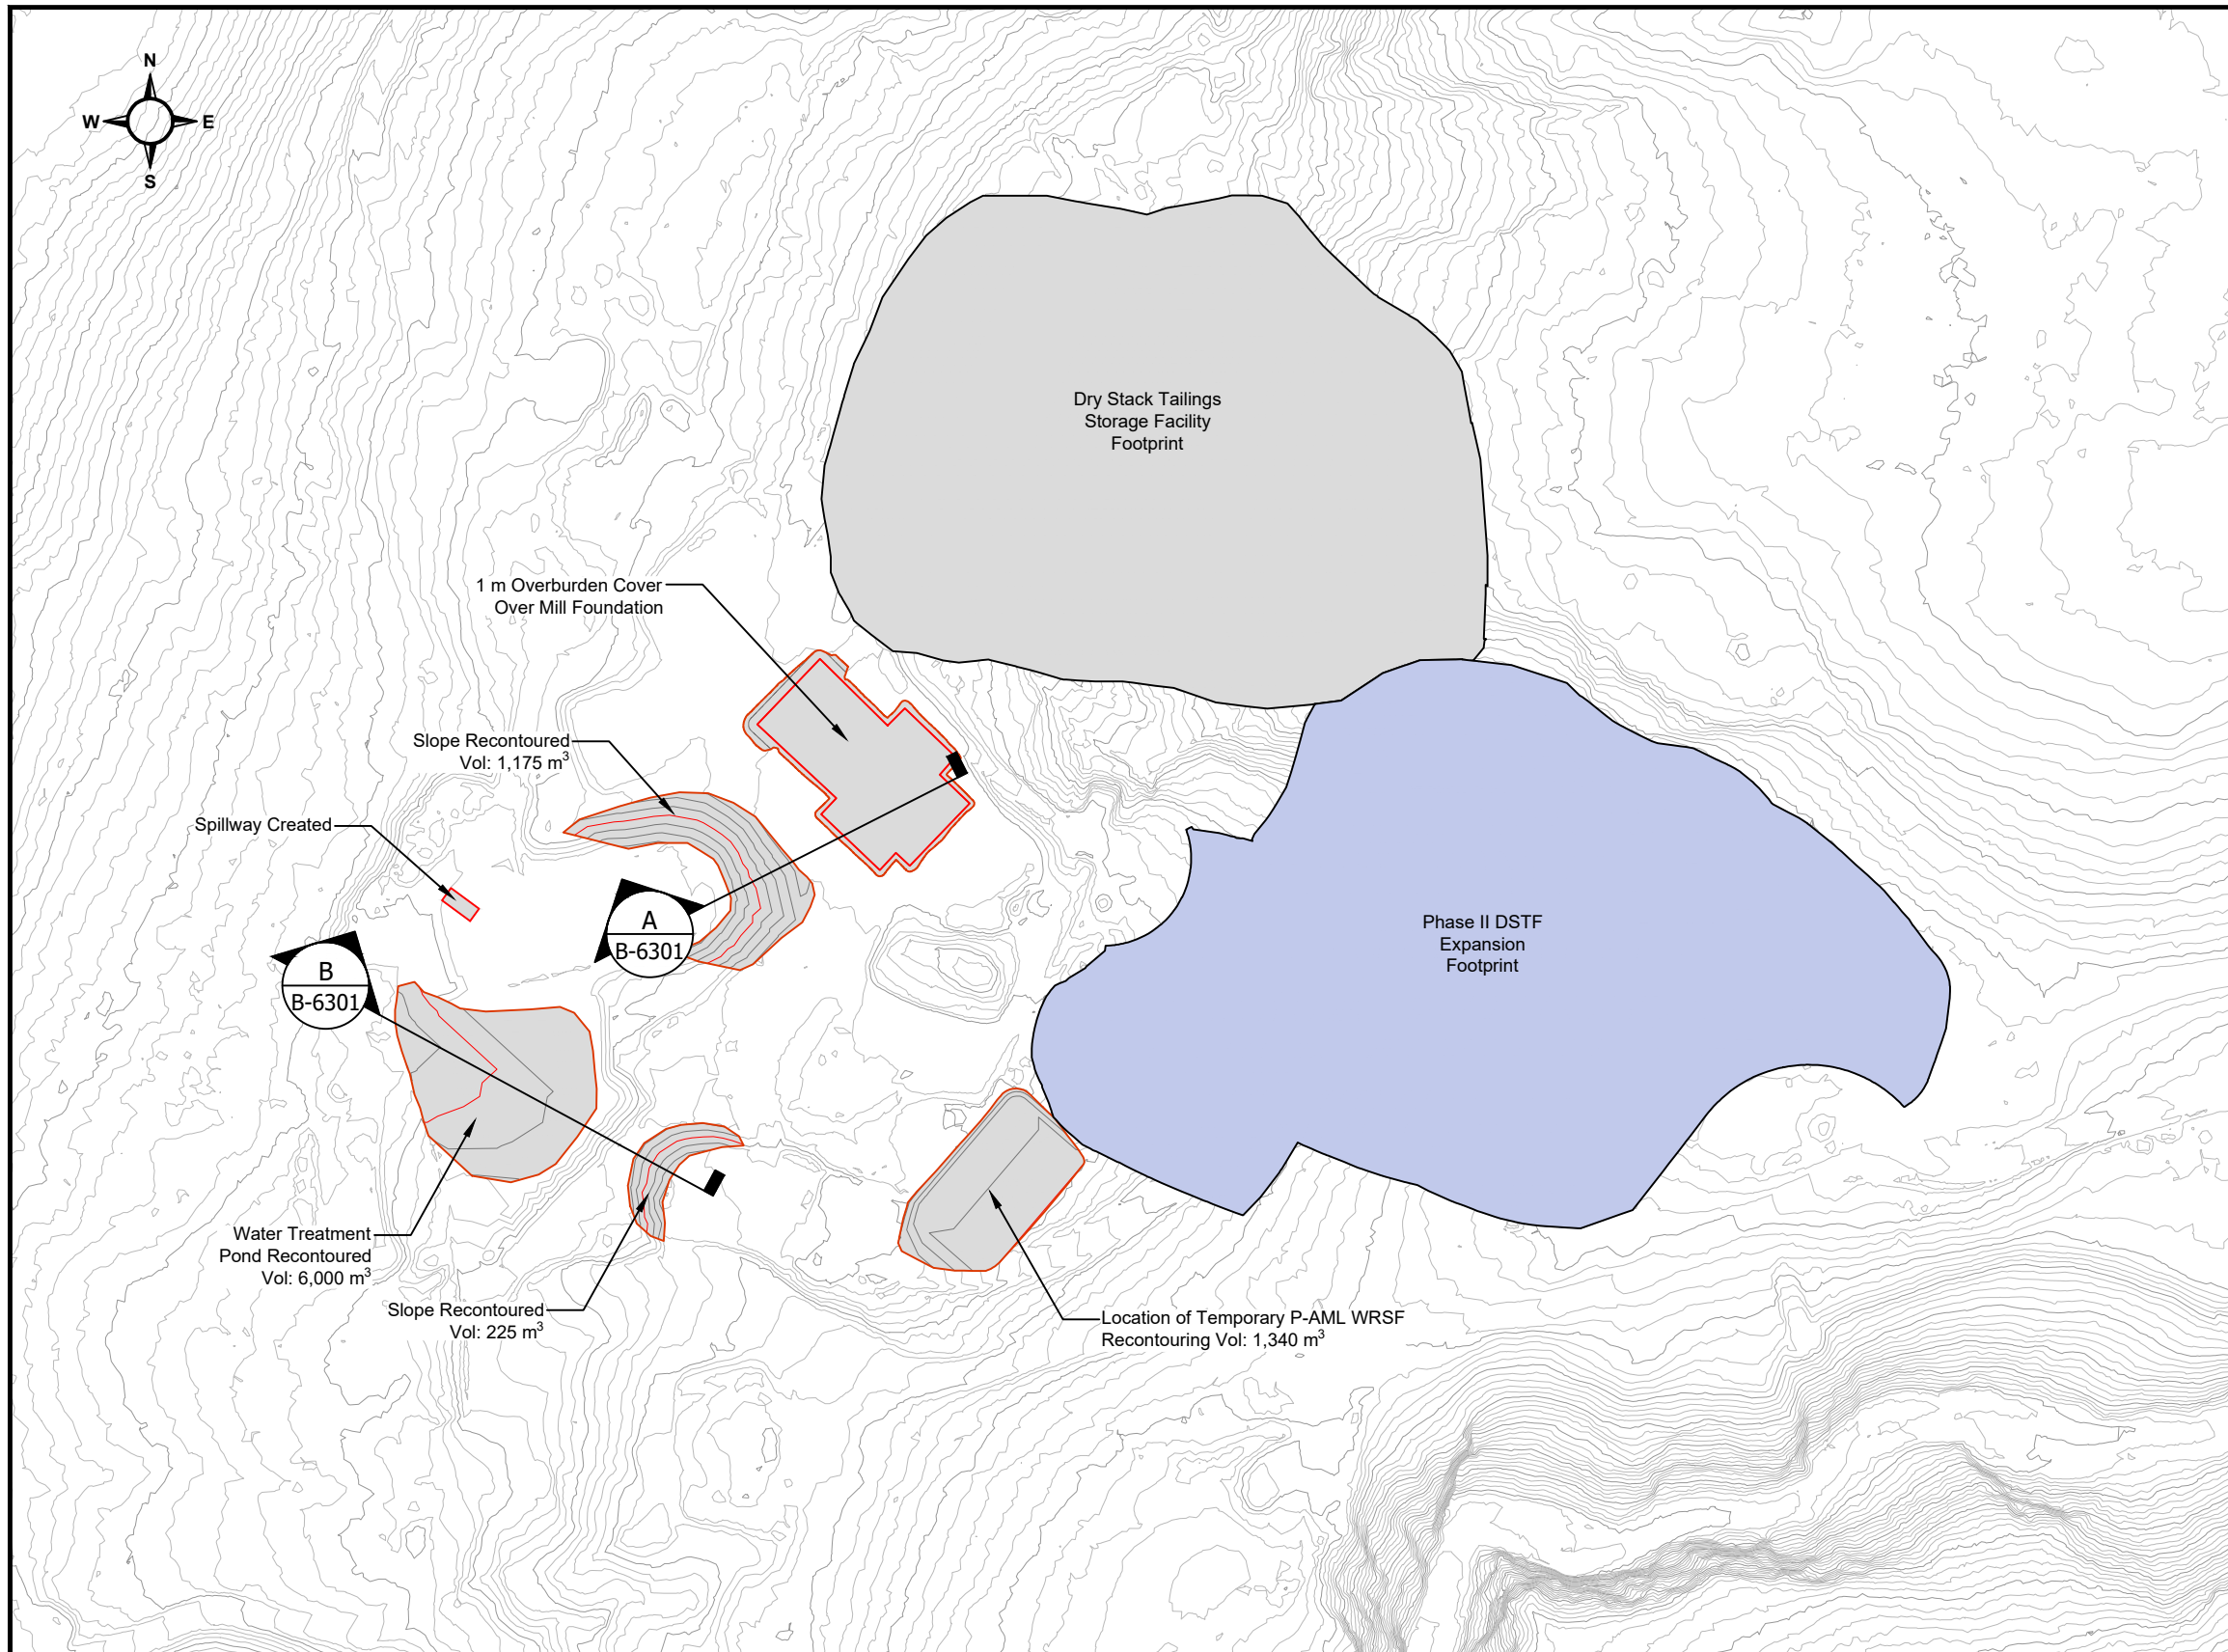 N
W
E
S
Dry Stack Tailings
Storage Facility
Footprint
1 m Overburden Cover
Over Mill Foundation
Slope Recontoured
Vol: 1,175 m³
Spillway Created
A
B-6301
B
B-6301
Phase II DSTF
Expansion
Footprint
Water Treatment
Pond Recontoured
Vol: 6,000 m³
Slope Recontoured
Vol: 225 m³
Location of Temporary P-AML WRSF
Recontouring Vol: 1,340 m³